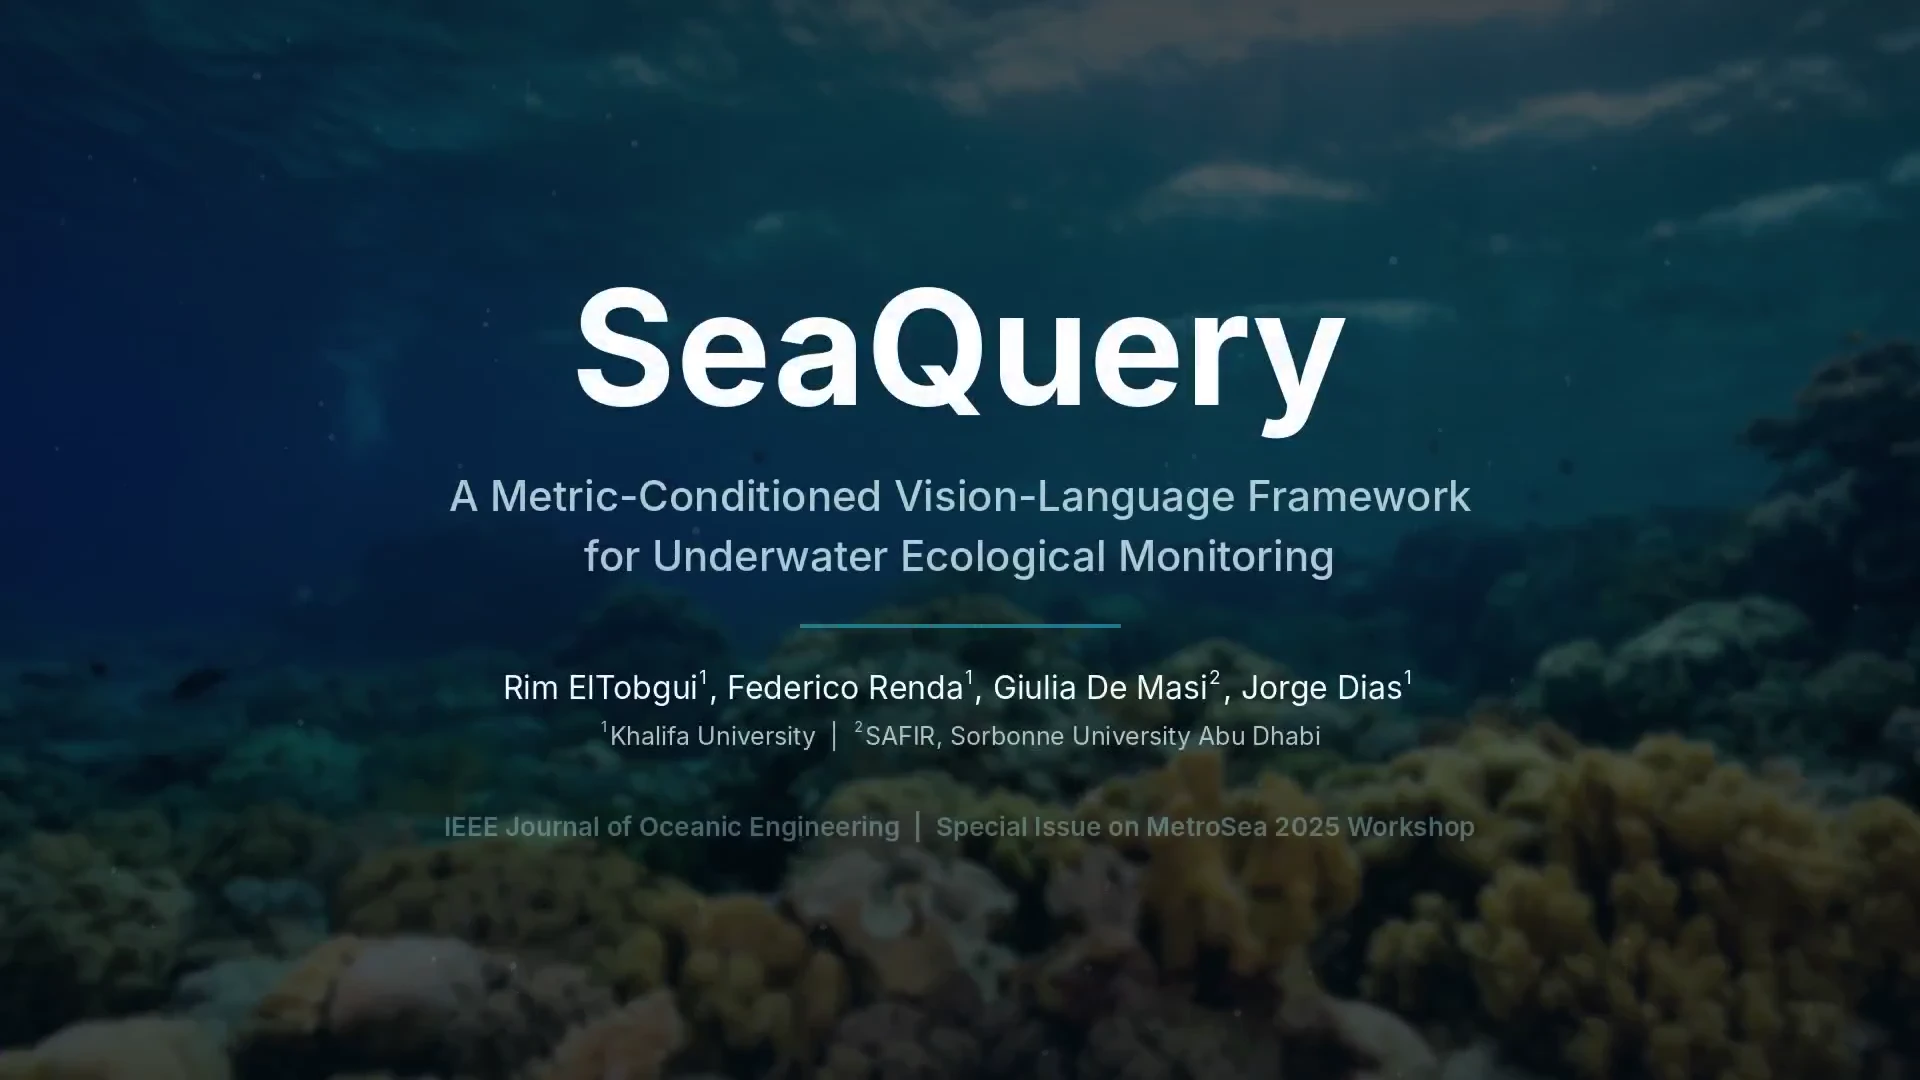 SeaQuery
A Metric-Conditioned Vision-Language Framework
for Underwater Ecological Monitoring
Rim ElTobgui¹, Federico Renda¹, Giulia De Masi², Jorge Dias¹
¹Khalifa University | ²SAFIR, Sorbonne University Abu Dhabi
IEEE Journal of Oceanic Engineering | Special Issue on MetroSea 2025 Workshop